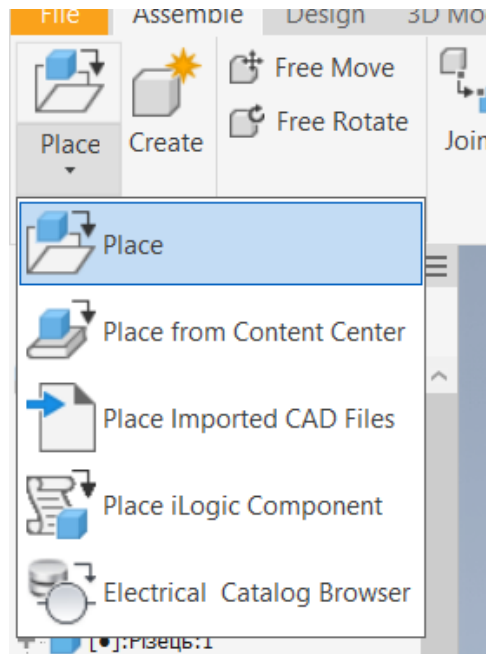 File Assemble Design 3D Mo
Free Move
Place Create Free Rotate Join
Place
Place from Content Center
Place Imported CAD Files
Place iLogic Component
Electrical Catalog Browser
[•]:Різець:1